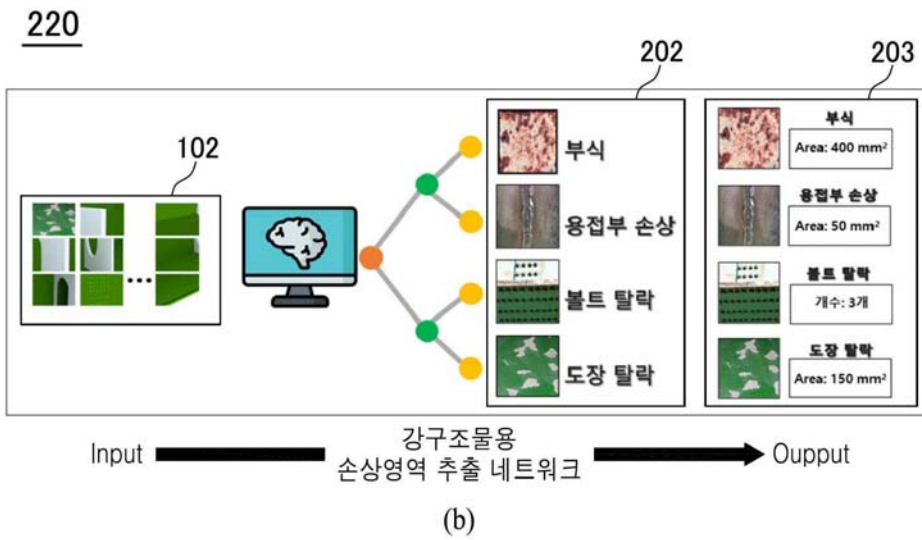 220
202
203
102
부식
용접부 손상
볼트 탈락
도장 탈락
부식
Area: 400 mm²
용접부 손상
Area: 50 mm²
볼트 탈락
개수: 3개
도장 탈락
Area: 150 mm²
Input
강구조물용
손상영역 추출 네트워크
Oupput
(b)